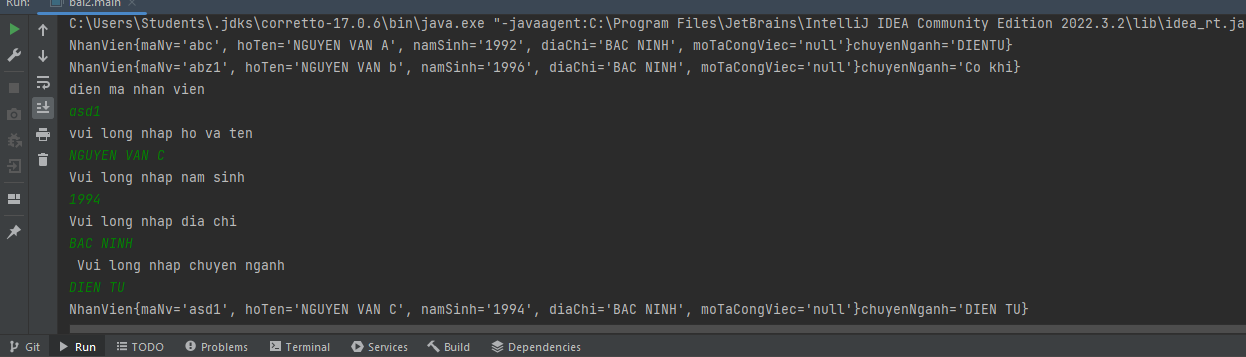 Run: bai2.main ×
C:\Users\Students\.jdks\corretto-17.0.6\bin\java.exe "-javaagent:C:\Program Files\JetBrains\IntelliJ IDEA Community Edition 2022.3.2\lib\idea_rt.ja
NhanVien{maNv='abc', hoTen='NGUYEN VAN A', namSinh='1992', diaChi='BAC NINH', moTaCongViec='null'}chuyenNganh='DIENTU}
NhanVien{maNv='abz1', hoTen='NGUYEN VAN b', namSinh='1996', diaChi='BAC NINH', moTaCongViec='null'}chuyenNganh='Co khi}
dien ma nhan vien
asd1
vui long nhap ho va ten
NGUYEN VAN C
Vui long nhap nam sinh
1994
Vui long nhap dia chi
BAC NINH
 Vui long nhap chuyen nganh
DIEN TU
NhanVien{maNv='asd1', hoTen='NGUYEN VAN C', namSinh='1994', diaChi='BAC NINH', moTaCongViec='null'}chuyenNganh='DIEN TU}
Git Run TODO Problems Terminal Services Build Dependencies